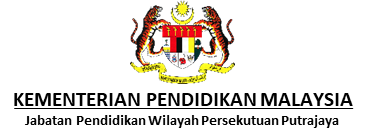 KEMENTERIAN PENDIDIKAN MALAYSIA
Jabatan Pendidikan Wilayah Persekutuan Putrajaya